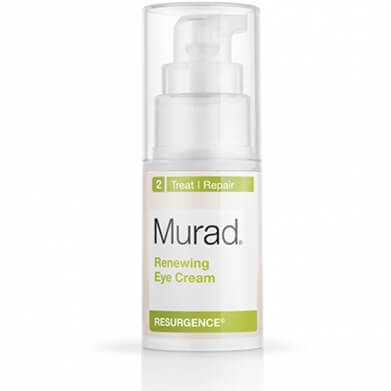 2 Treat | Repair
Murad.®
Renewing
Eye Cream
RESURGENCE®